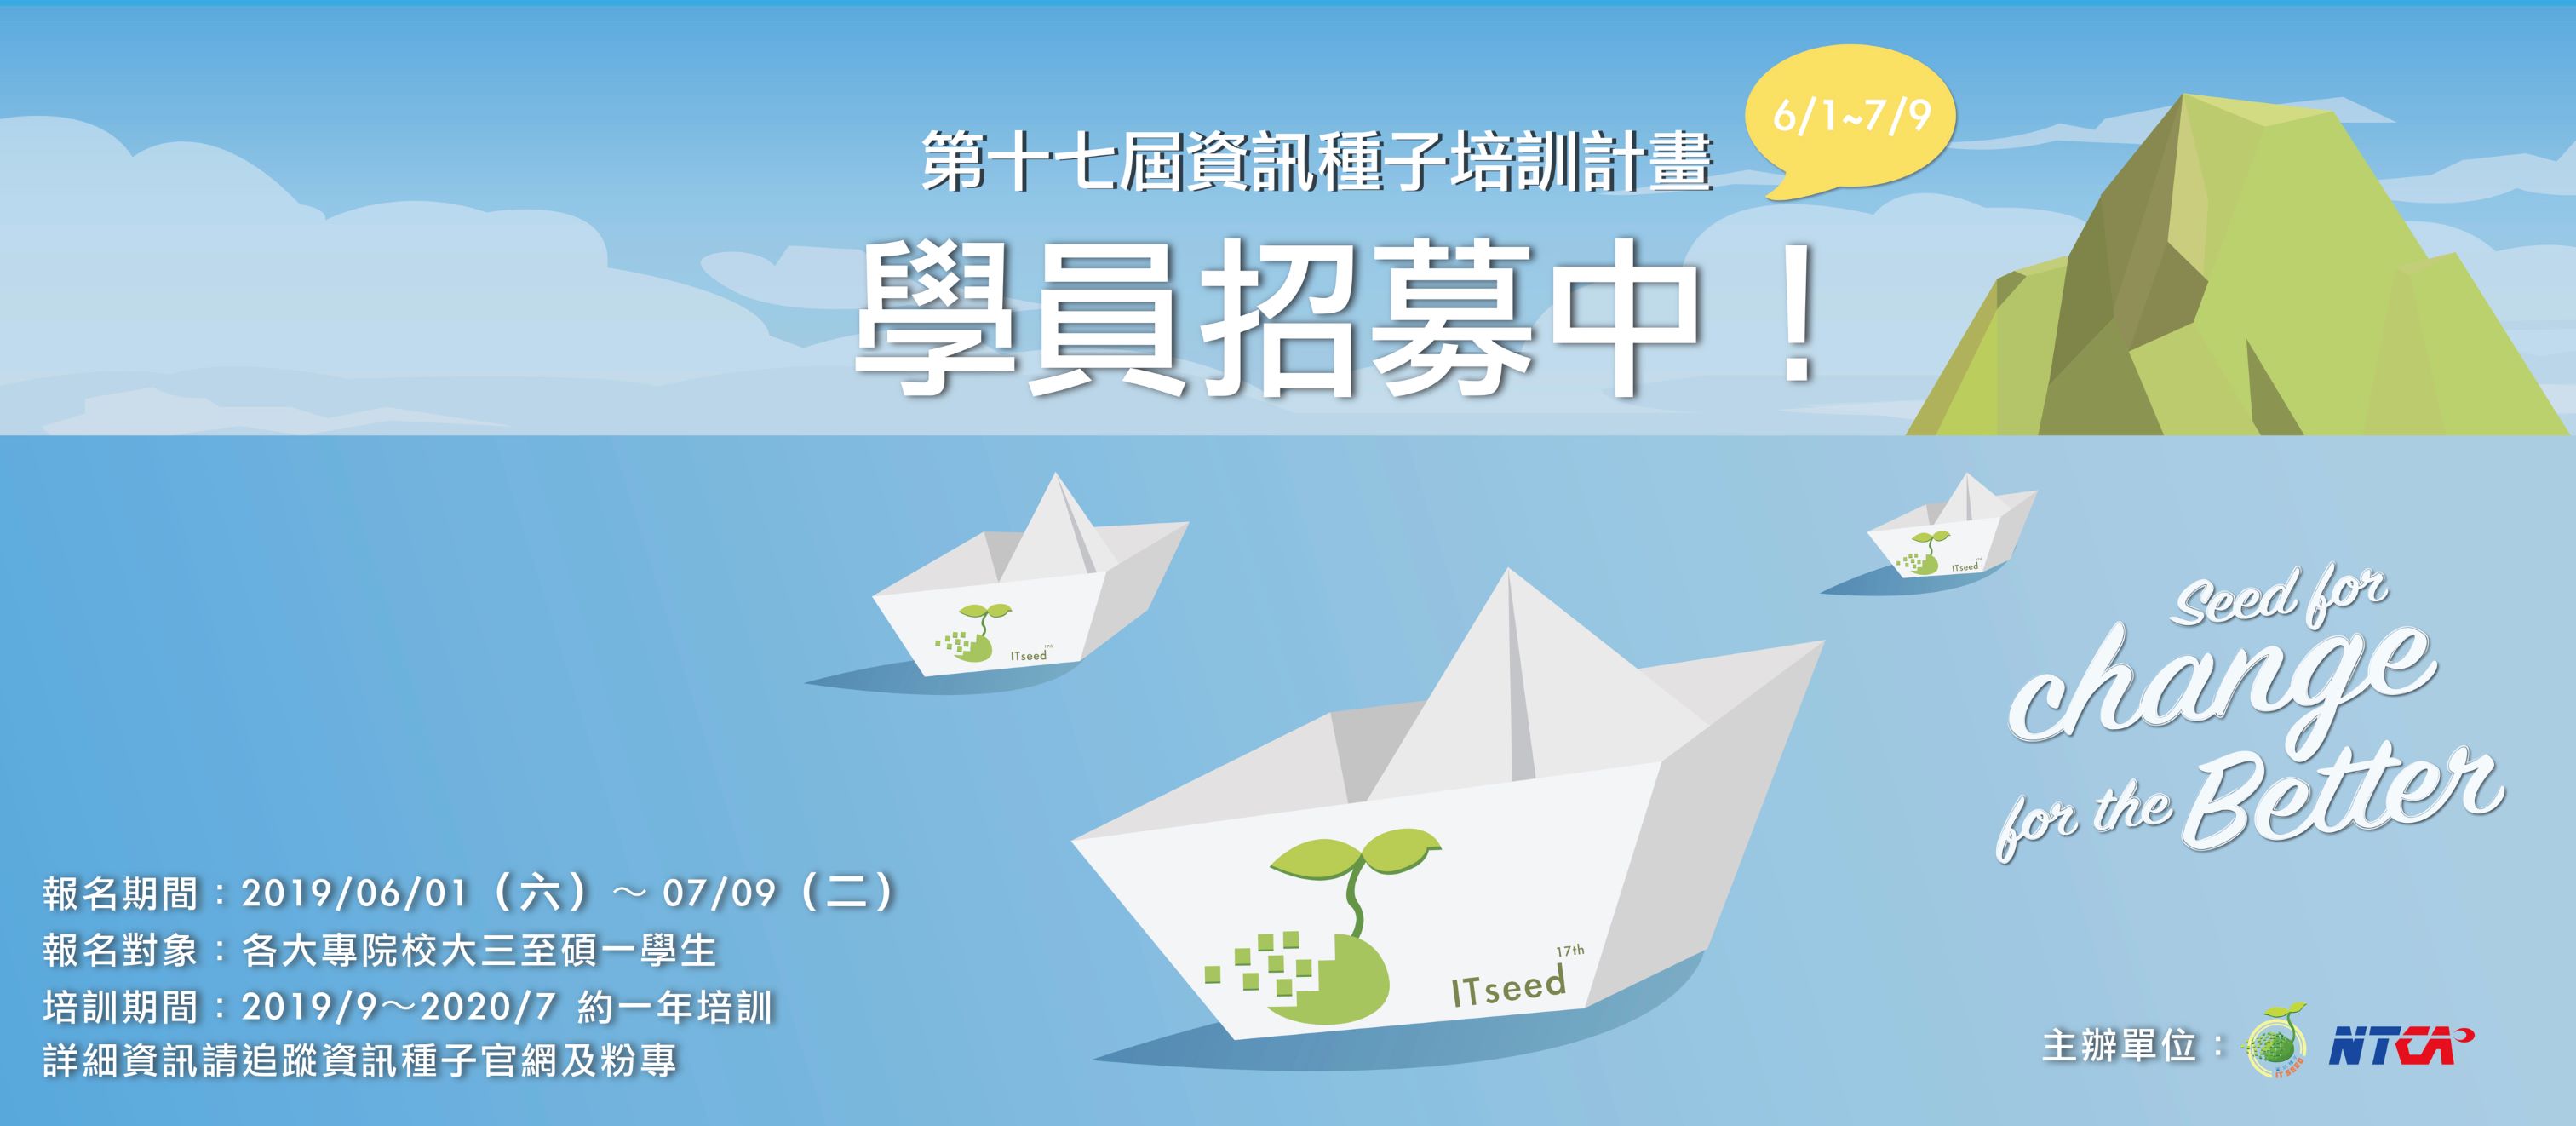 6/1~7/9
第十七屆資訊種子培訓計畫
學員招募中！
ITseed
ITseed
Seed for
change
for the Better
17th
ITseed
報名期間：2019/06/01（六）～ 07/09（二）
報名對象：各大專院校大三至碩一學生
培訓期間：2019/9～2020/7 約一年培訓
詳細資訊請追蹤資訊種子官網及粉專
主辦單位：
IT SEED
NTCA